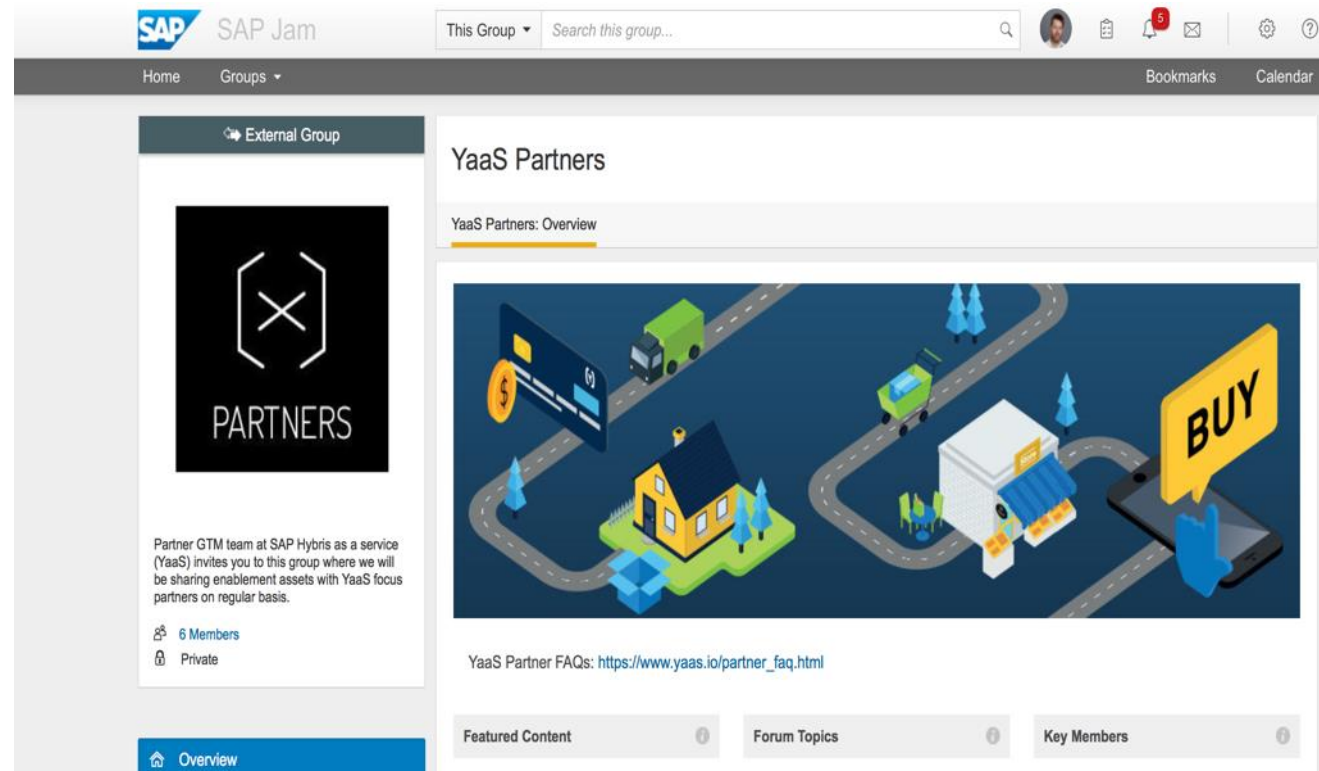 SAP SAP Jam
This Group Search this group...
5
Home Groups Bookmarks Calendar
External Group
PARTNERS
Partner GTM team at SAP Hybris as a service
(YaaS) invites you to this group where we will
be sharing enablement assets with YaaS focus
partners on regular basis.
6 Members
Private
Overview
YaaS Partners
YaaS Partners: Overview
$
BUY
YaaS Partner FAQs: https://www.yaas.io/partner_faq.html
Featured Content
Forum Topics
Key Members